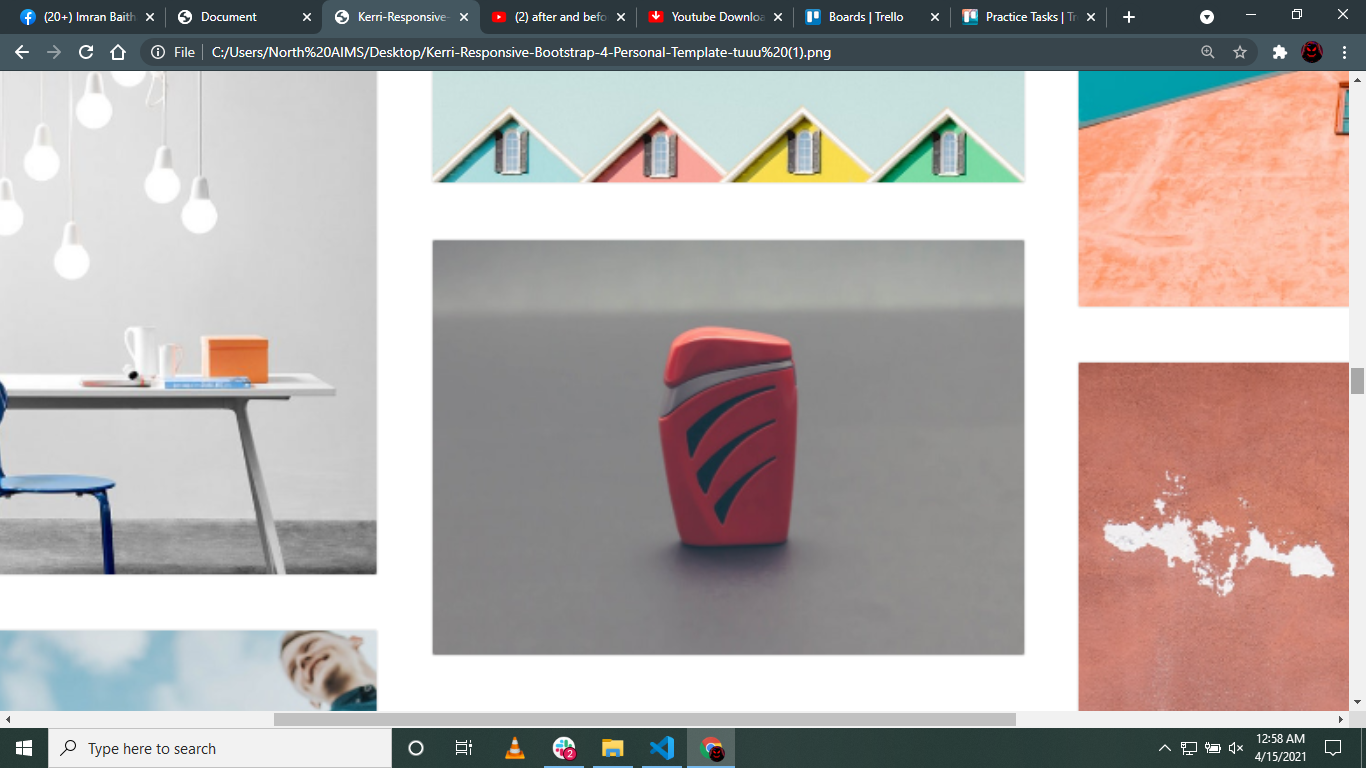 (20+) Imran Baith
Document
Kerri-Responsive-
(2) after and befo
Youtube Downloa
Boards | Trello
Practice Tasks | Tr
File
C:/Users/North%20AIMS/Desktop/Kerri-Responsive-Bootstrap-4-Personal-Template-tuuu%20(1).png
Type here to search
2
12:58 AM
4/15/2021